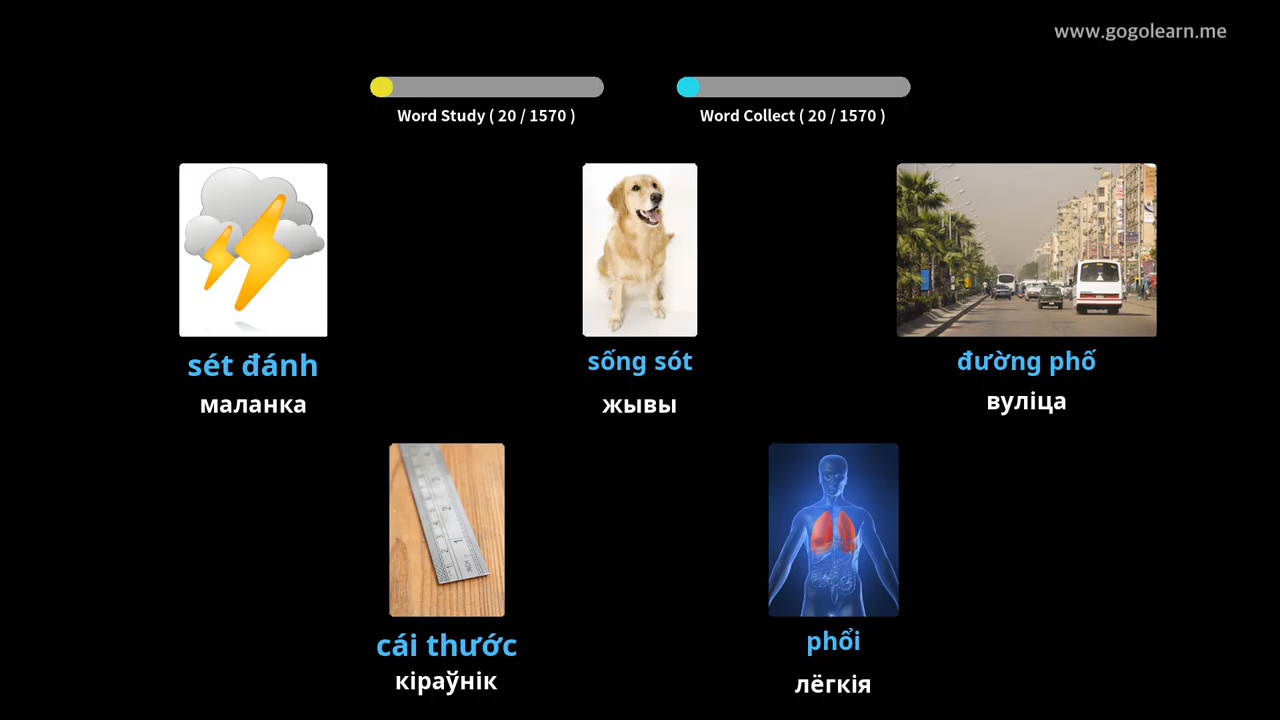 www.gogolearn.me
Word Study ( 20 / 1570 )
Word Collect ( 20 / 1570 )
sét đánh
маланка
sống sót
жывы
đường phố
вуліца
cái thước
кіраўнік
phổi
лёгкія